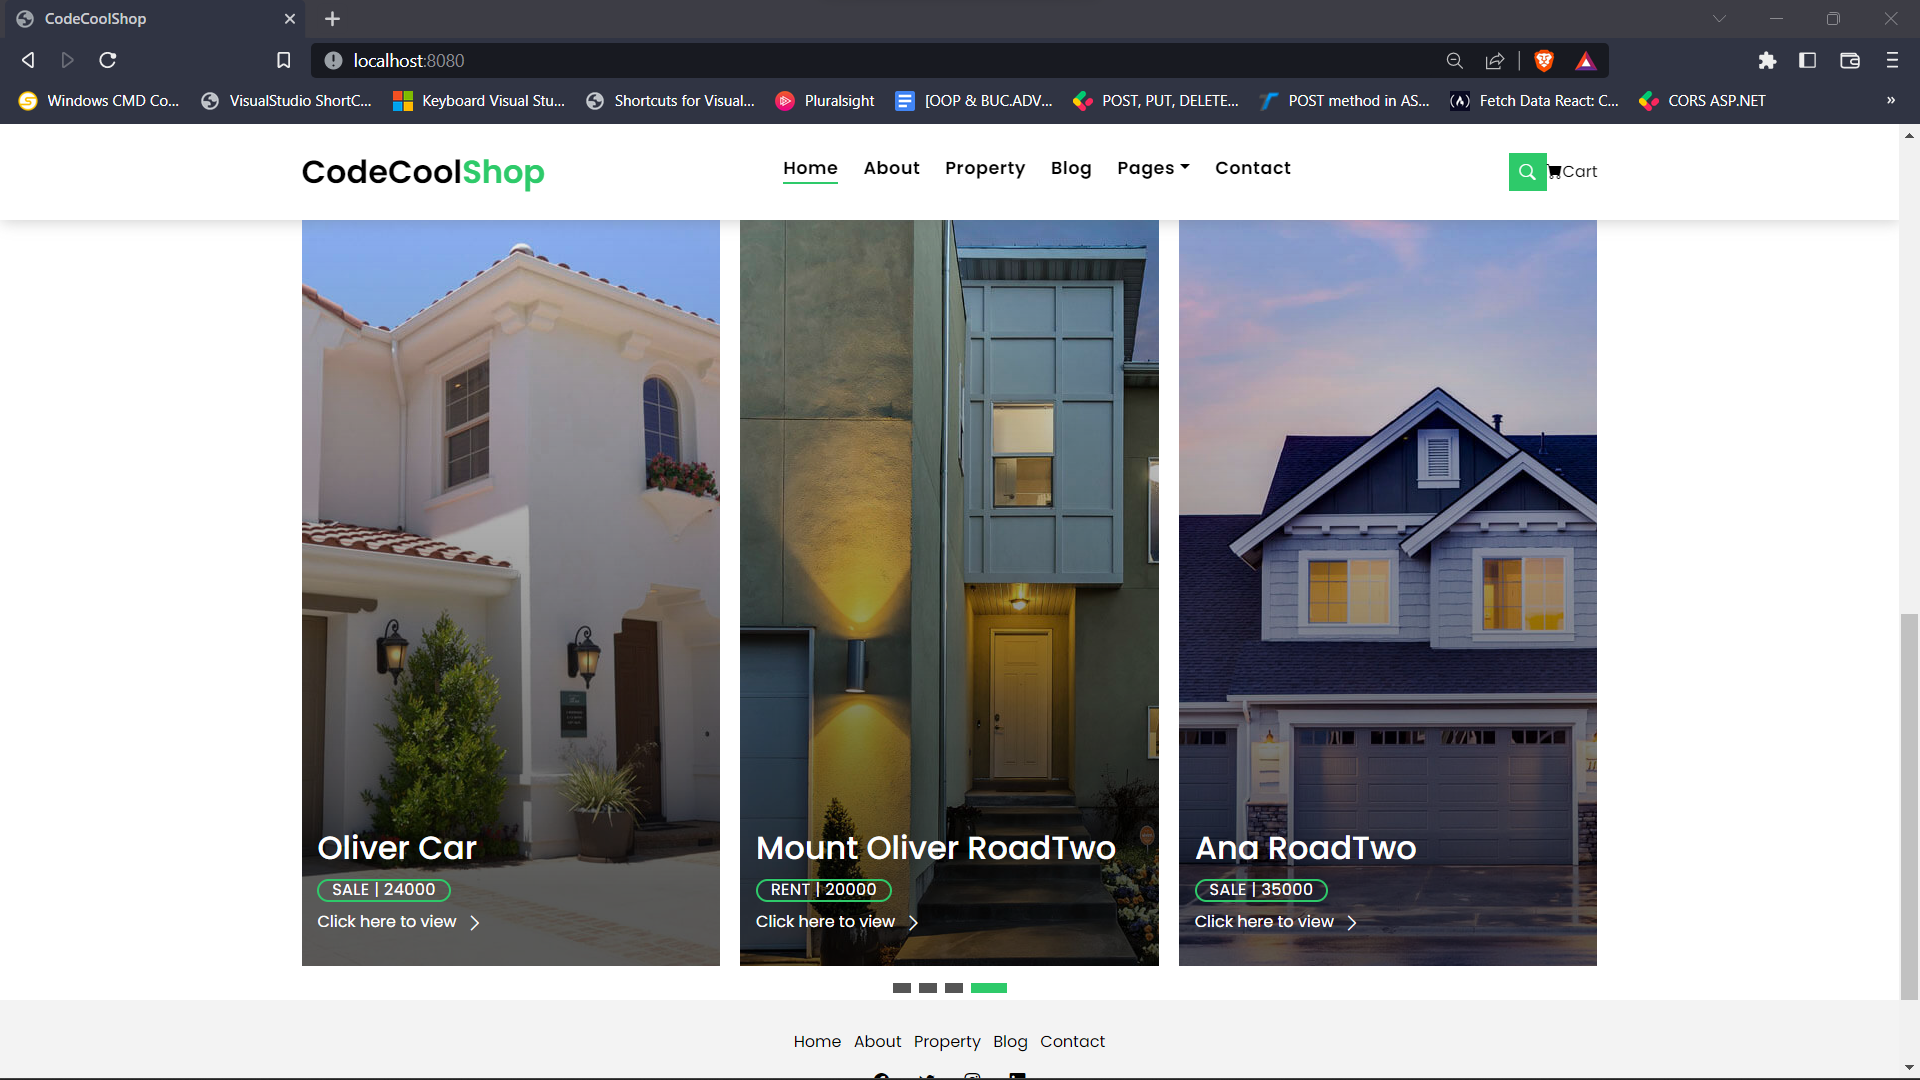 CodeCoolShop
localhost:8080
Windows CMD Co...
VisualStudio ShortC...
Keyboard Visual Stu...
Shortcuts for Visual...
Pluralsight
[OOP & BUC.ADV...
POST, PUT, DELETE...
POST method in AS...
Fetch Data React: C...
CORS ASP.NET
»
CodeCoolShop
Home About Property Blog Pages Contact
Cart
Oliver Car
SALE | 24000
Click here to view
Mount Oliver RoadTwo
RENT | 20000
Click here to view
Ana RoadTwo
SALE | 35000
Click here to view
Home About Property Blog Contact